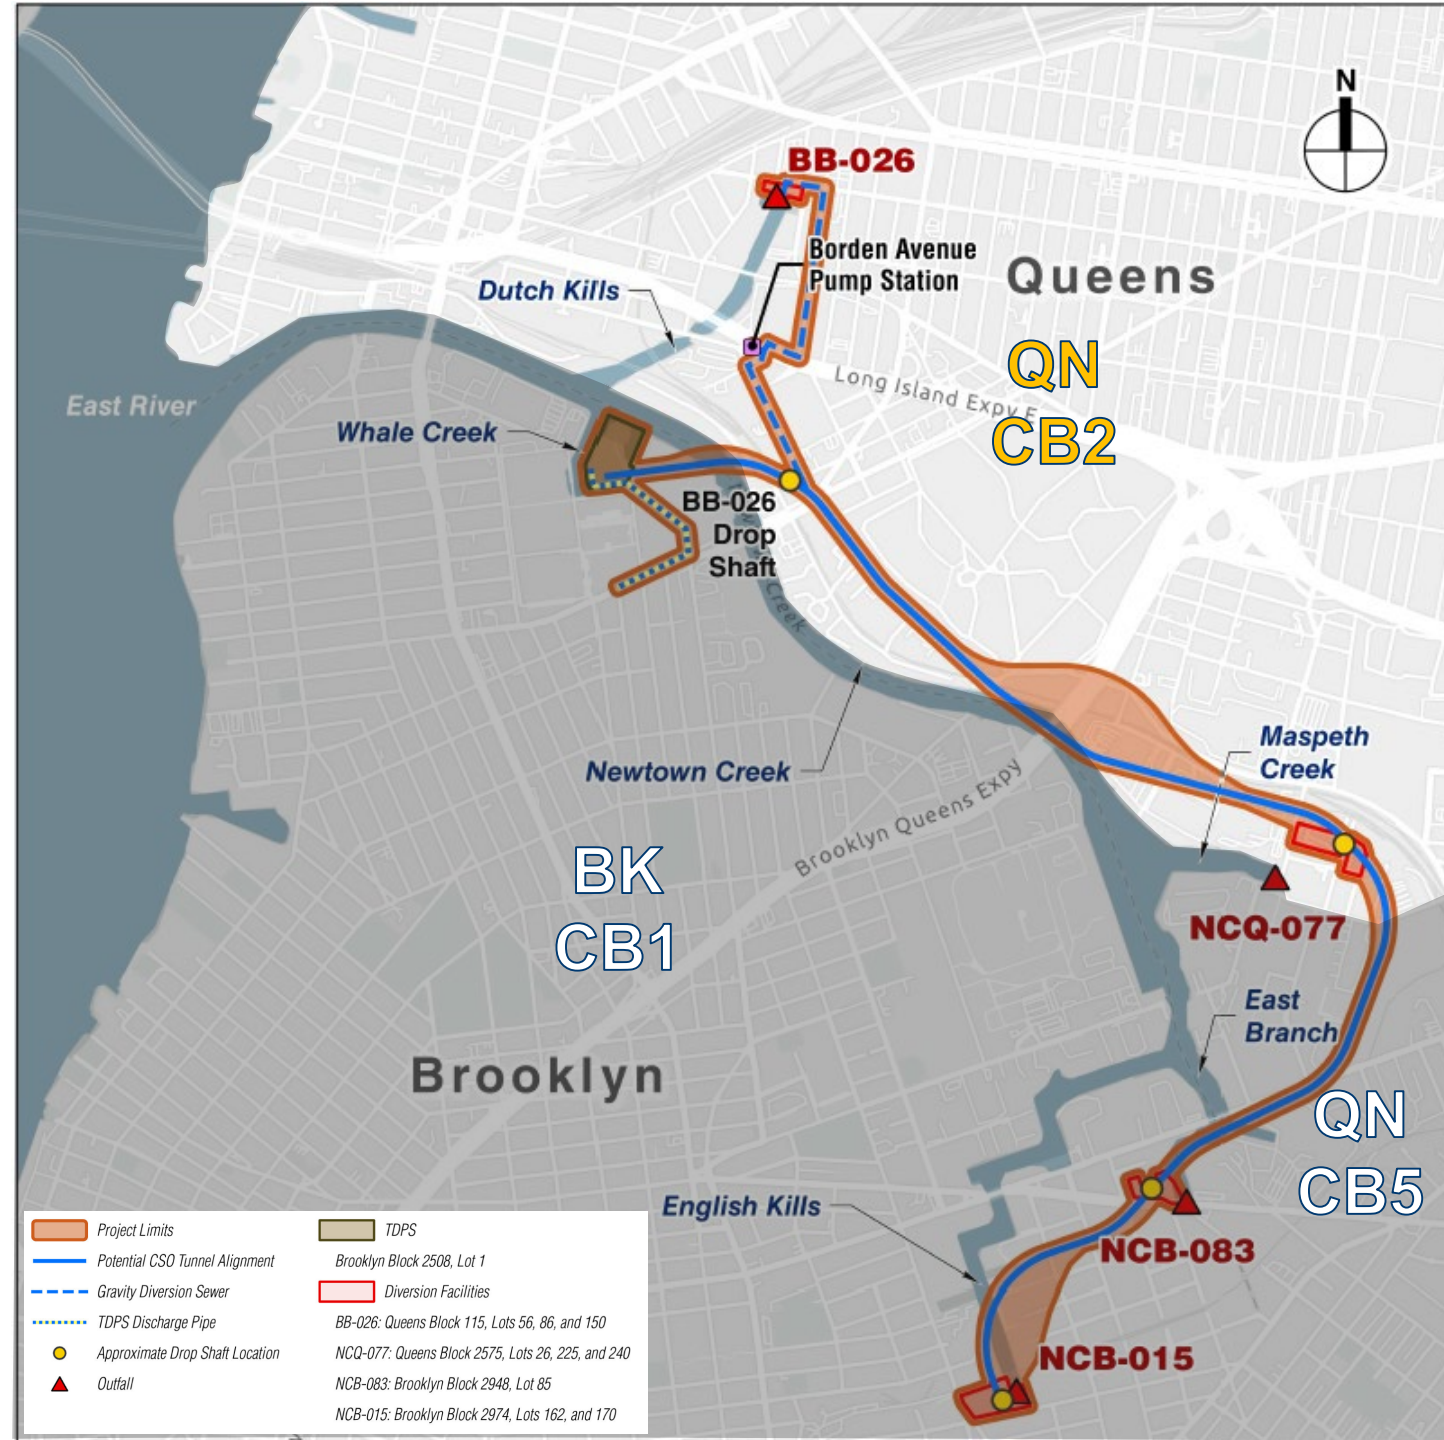 N
BB-026
Borden Avenue
Pump Station
Queens
Dutch Kills
QN
CB2
Long Island Expy E
East River
Whale Creek
BB-026
Drop
Shaft
Creek
Newtown Creek
Maspeth
Creek
Brooklyn Queens Expy
BK
CB1
NCQ-077
East
Branch
Brooklyn
QN
CB5
English Kills
NCB-083
NCB-015
Project Limits
Potential CSO Tunnel Alignment
Gravity Diversion Sewer
TDPS Discharge Pipe
Approximate Drop Shaft Location
Outfall
TDPS
Brooklyn Block 2508, Lot 1
Diversion Facilities
BB-026: Queens Block 115, Lots 56, 86, and 150
NCQ-077: Queens Block 2575, Lots 26, 225, and 240
NCB-083: Brooklyn Block 2948, Lot 85
NCB-015: Brooklyn Block 2974, Lots 162, and 170